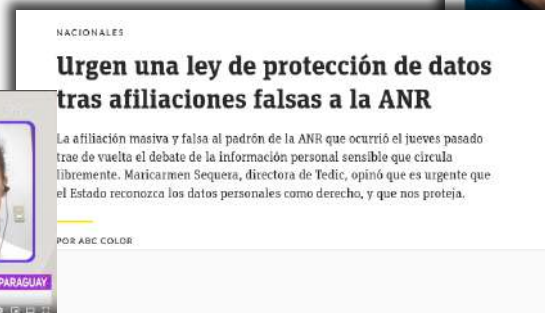 NACIONALES
Urgen una ley de protección de datos
tras afiliaciones falsas a la ANR
La afiliación masiva y falsa al padrón de la ANR que ocurrió el jueves pasado
trae de vuelta el debate de la información personal sensible que circula
libremente. Maricarmen Sequera, directora de Tedic, opinó que es urgente que
el Estado reconozca los datos personales como derecho, y que nos proteja.
POR ABC COLOR
PARAGUAY